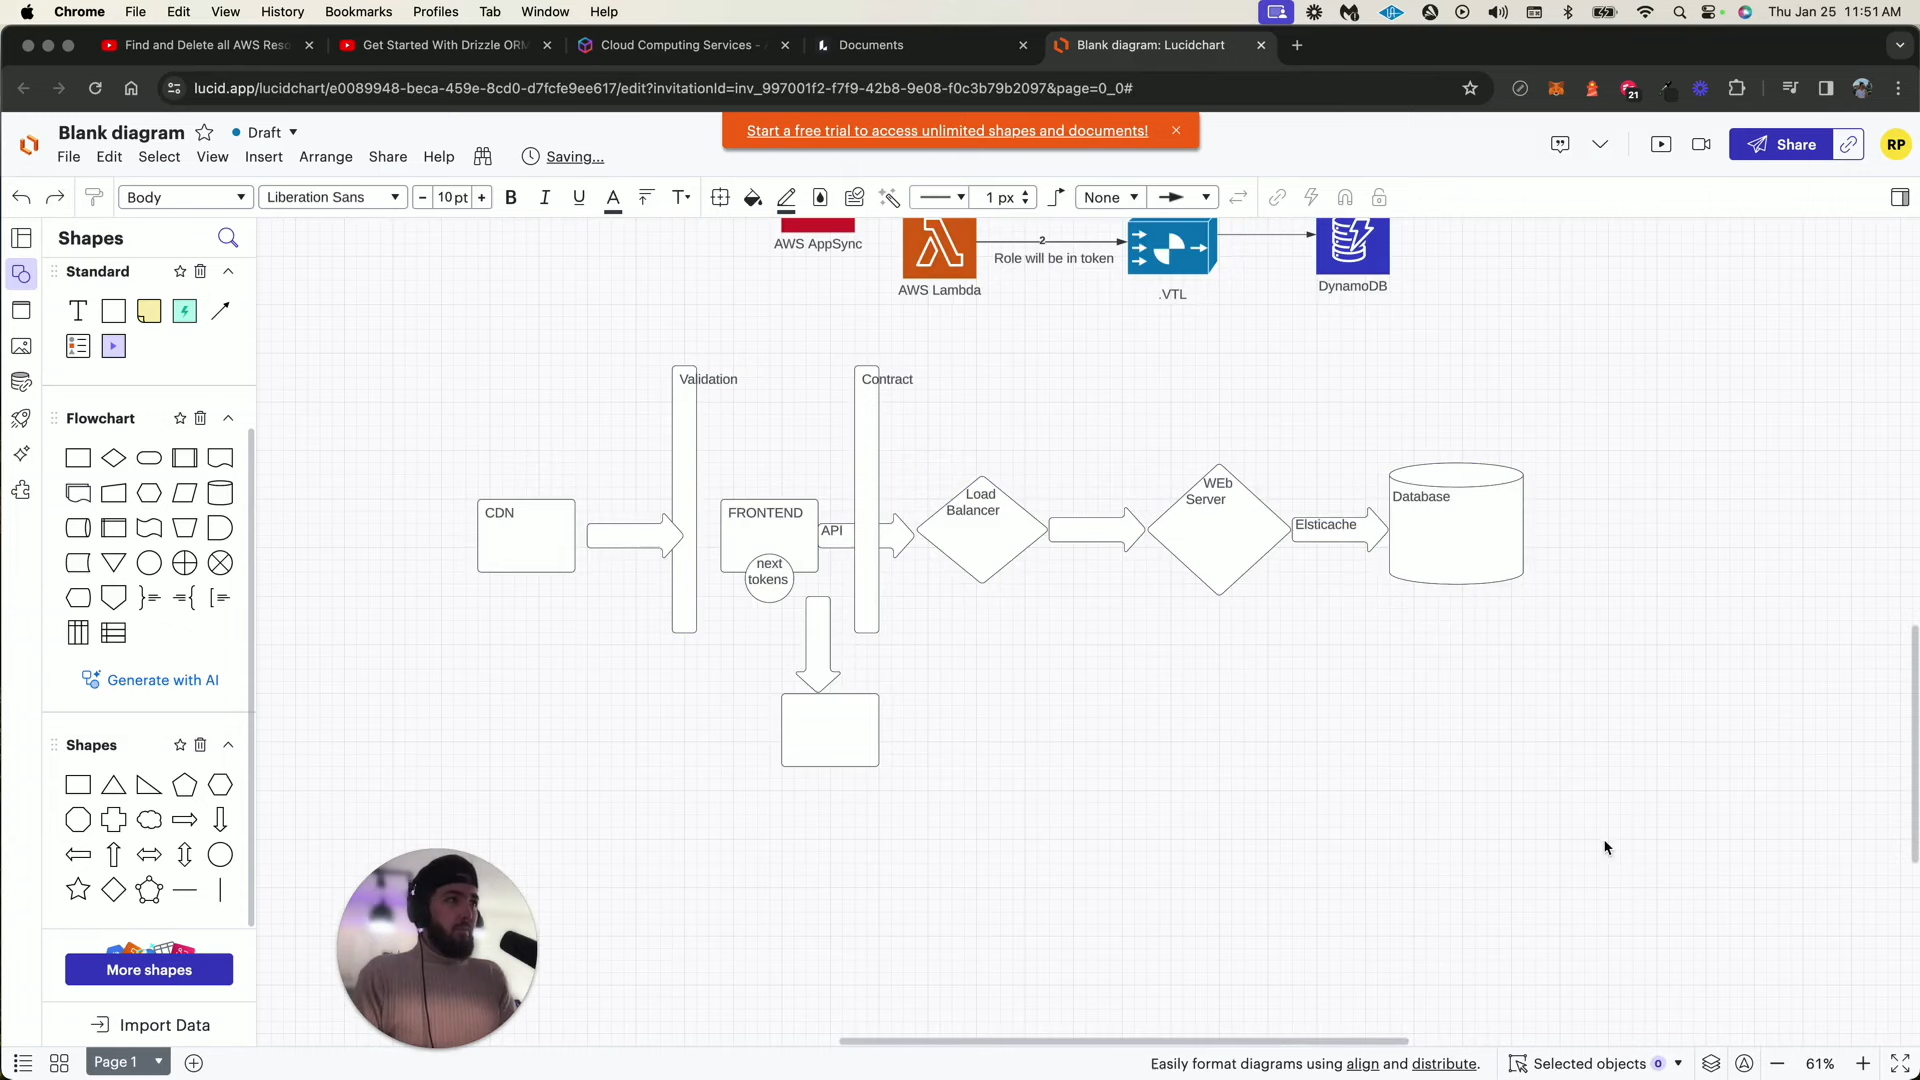 Chrome File Edit View History Bookmarks Profiles Tab Window Help
Thu Jan 25 11:51 AM
Find and Delete all AWS Reso
Get Started With Drizzle ORM
Cloud Computing Services - 
Documents
Blank diagram: Lucidchart
lucid.app/lucidchart/e0089948-beca-459e-8cd0-d7fcfe9ee617/edit?invitationId=inv_997001f2-f7f9-42b8-9e08-f0c3b79b2097&page=0_0#
21
Blank diagram
Draft
Start a free trial to access unlimited shapes and documents!
File Edit Select View Insert Arrange Share Help
Saving...
Share
RP
Body
Liberation Sans
10 pt
B I U A T
1 px
None
Shapes
Standard
T
Flowchart
Generate with AI
Shapes
More shapes
Import Data
AWS AppSync
2
Role will be in token
AWS Lambda
.VTL
DynamoDB
Validation
Contract
CDN
FRONTEND
next
tokens
API
Load
Balancer
WEb
Server
Elsticache
Database
Page 1
Easily format diagrams using align and distribute.
Selected objects 0
61%